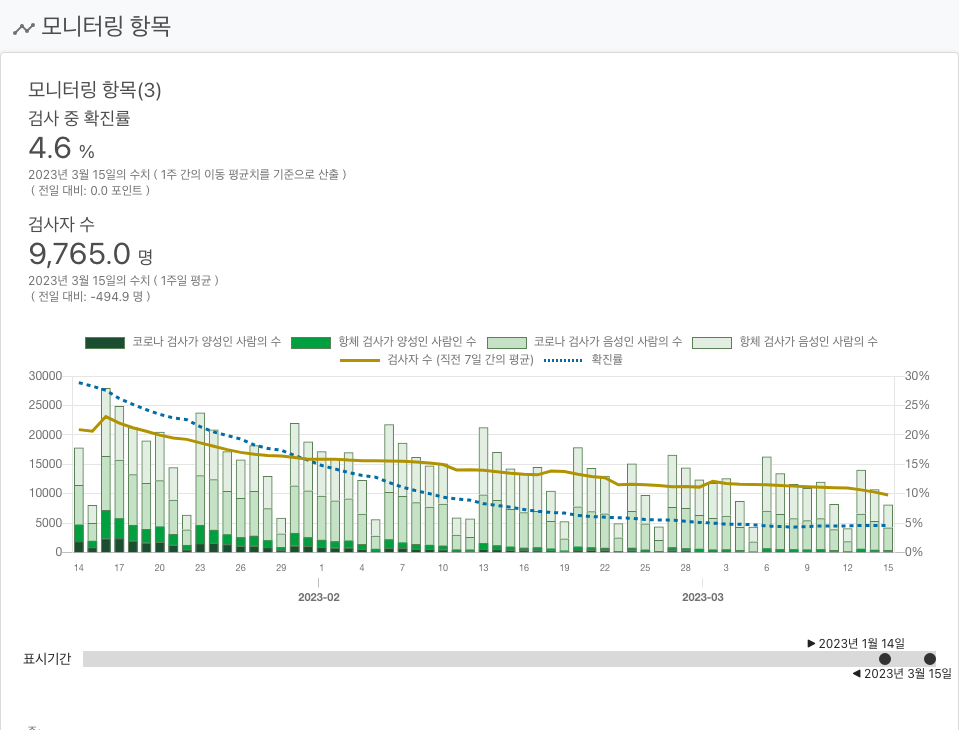 모니터링 항목
모니터링 항목(3)
검사 중 확진률
4.6 %
2023년 3월 15일의 수치 ( 1주 간의 이동 평균치를 기준으로 산출 )
( 전일 대비: 0.0 포인트 )
검사자 수
9,765.0 명
2023년 3월 15일의 수치 ( 1주일 평균 )
( 전일 대비: -494.9 명 )
코로나 검사가 양성인 사람의 수 항체 검사가 양성인 사람인 수 코로나 검사가 음성인 사람의 수 항체 검사가 음성인 사람의 수
검사자 수 (직전 7일 간의 평균) 확진률
30000 30%
25000 25%
20000 20%
15000 15%
10000 10%
5000 5%
0 0%
14 17 20 23 26 29 1 4 7 10 13 16 19 22 25 28 3 6 9 12 15
2023-02 2023-03
▶ 2023년 1월 14일
표시기간
◀ 2023년 3월 15일